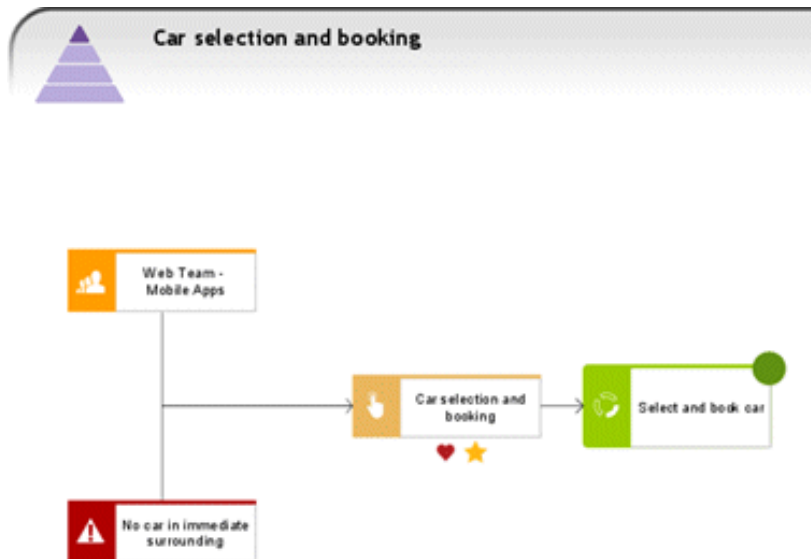 Car selection and booking
Web Team -
Mobile Apps
Car selection and
booking
Select and book car
No car in immediate
surrounding